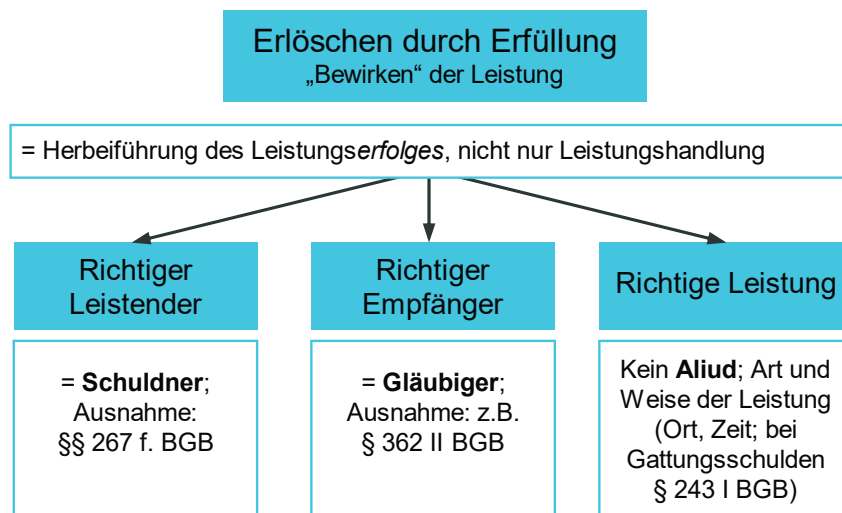 Erlöschen durch Erfüllung
„Bewirken“ der Leistung
= Herbeiführung des Leistungserfolges, nicht nur Leistungshandlung
Richtiger
Leistender
= Schuldner;
Ausnahme:
§§ 267 f. BGB
Richtiger
Empfänger
= Gläubiger;
Ausnahme: z.B.
§ 362 II BGB
Richtige Leistung
Kein Aliud; Art und
Weise der Leistung
(Ort, Zeit; bei
Gattungsschulden
§ 243 I BGB)